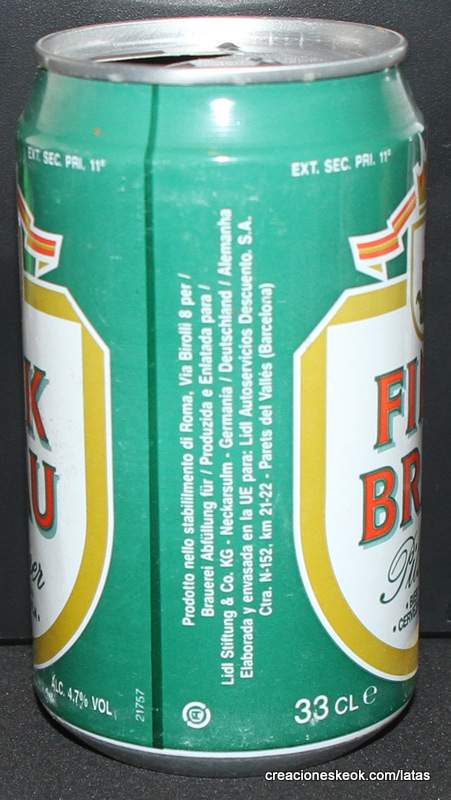 EXT. SEC. PRI. 11°
EXT. SEC. PRI. 11°
Prodotto nello stabililmento di Roma, Via Birolli 8 per /
Brauerei Abfüllung für / Produzida e Enlatada para /
Lidl Stiftung & Co. KG - Neckarsulm - Germania / Deutschland / Alemanha
Elaborada y envasada en la UE para: Lidl Autoservicios Descuento. S.A.
Ctra. N-152, km 21-22 - Parets del Vallés (Barcelona)
K
U
FI
BR
ALC. 4,7% VOL
21757
33 CL e
creacioneskeok.com/latas